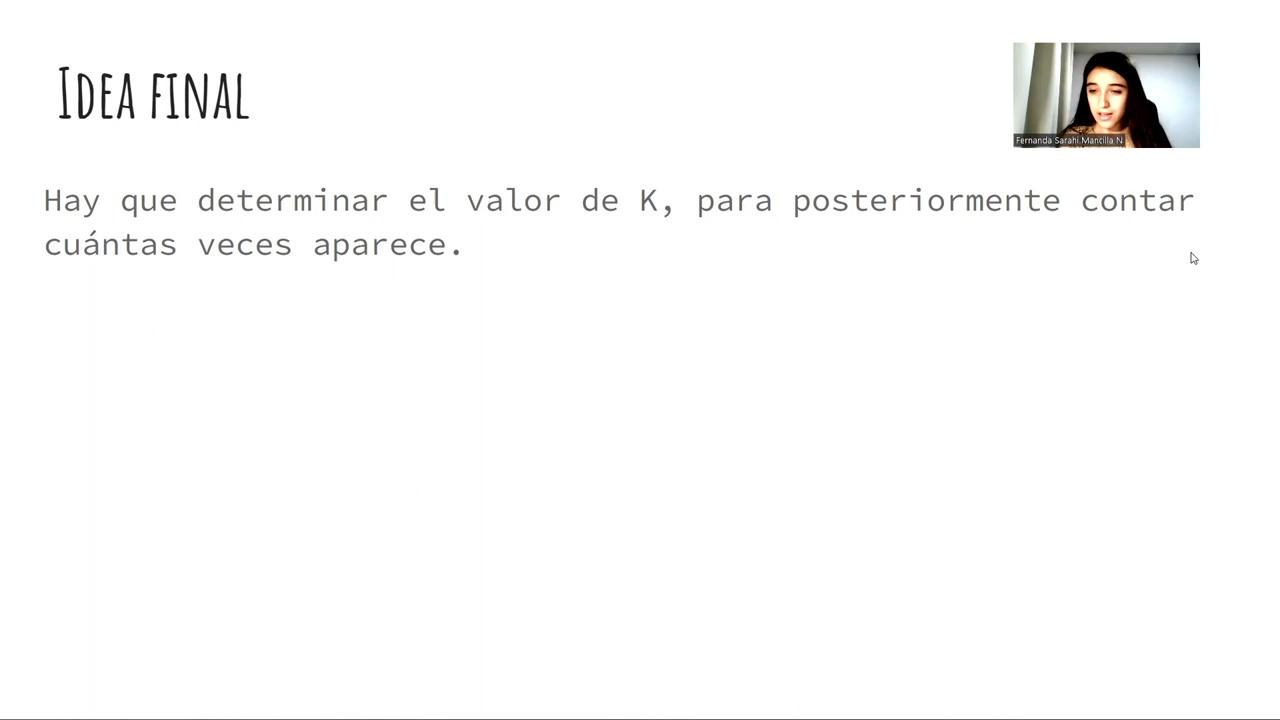 Idea final
Fernanda Sarahi Mancilla N
Hay que determinar el valor de K, para posteriormente contar
cuántas veces aparece.